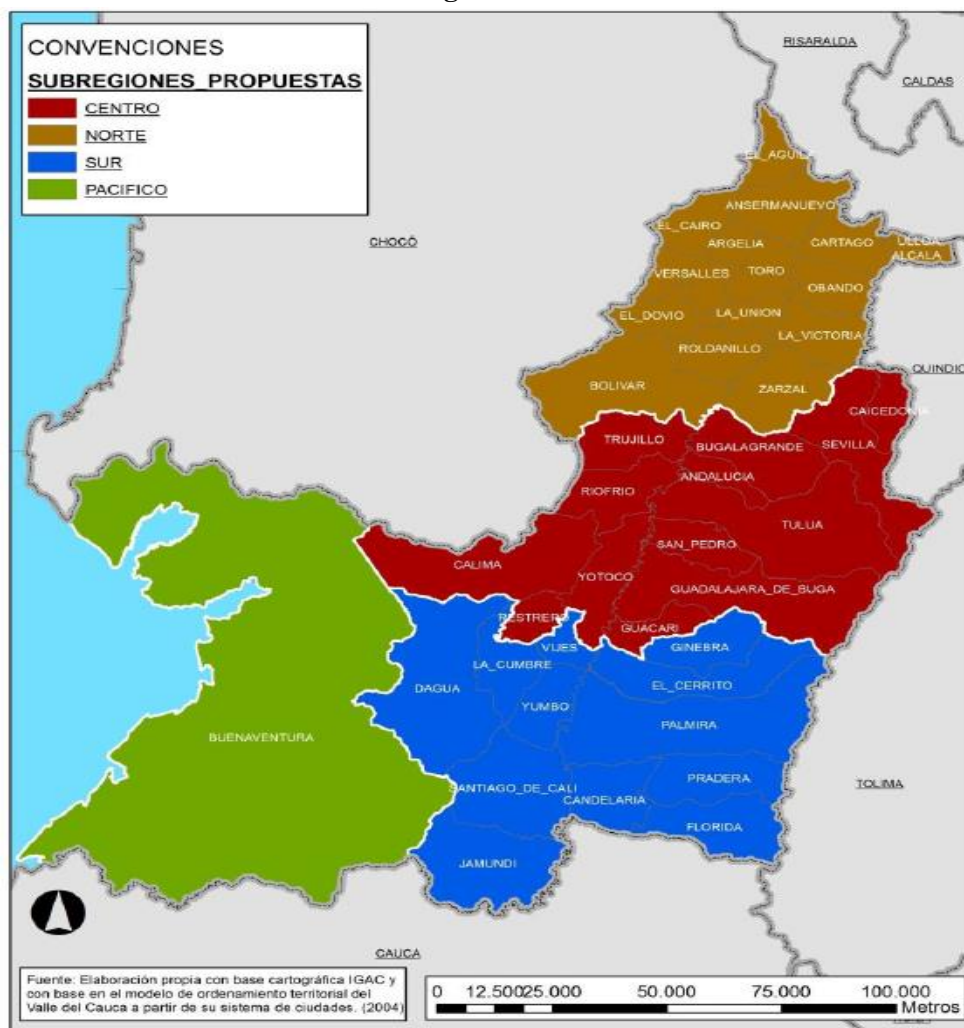 CONVENCIONES
SUBREGIONES_PROPUESTAS
CENTRO
NORTE
SUR
PACIFICO
RISARALDA
CALDAS
CHOCÓ
EL_AGUILA
ANSERMANUEVO
EL_CAIRO
ARGELIA
CARTAGO
ULLOA
ALCALA
VERSALLES
TORO
OBANDO
EL_DOVIO
LA_UNION
LA_VICTORIA
ROLDANILLO
QUINDIO
BOLIVAR
ZARZAL
CAICEDONIA
TRUJILLO
BUGALAGRANDE
SEVILLA
ANDALUCIA
RIOFRIO
TULUA
SAN_PEDRO
CALIMA
YOTOCO
GUADALAJARA_DE_BUGA
RESTREPO
GUACARI
VIJES
GINEBRA
LA_CUMBRE
DAGUA
EL_CERRITO
YUMBO
PALMIRA
BUENAVENTURA
PRADERA
TOLIMA
SANTIAGO_DE_CALI
CANDELARIA
FLORIDA
JAMUNDI
CAUCA
Fuente: Elaboración propia con base cartográfica IGAC y
con base en el modelo de ordenamiento territorial del
Valle del Cauca a partir de su sistema de ciudades. (2004)
0 12.500 25.000 50.000 75.000 100.000
Metros